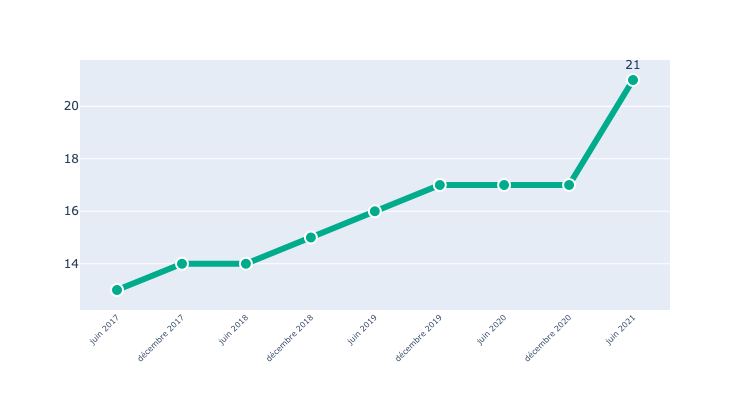 21
20
18
16
14
juin 2017
décembre 2017
juin 2018
décembre 2018
juin 2019
décembre 2019
juin 2020
décembre 2020
juin 2021